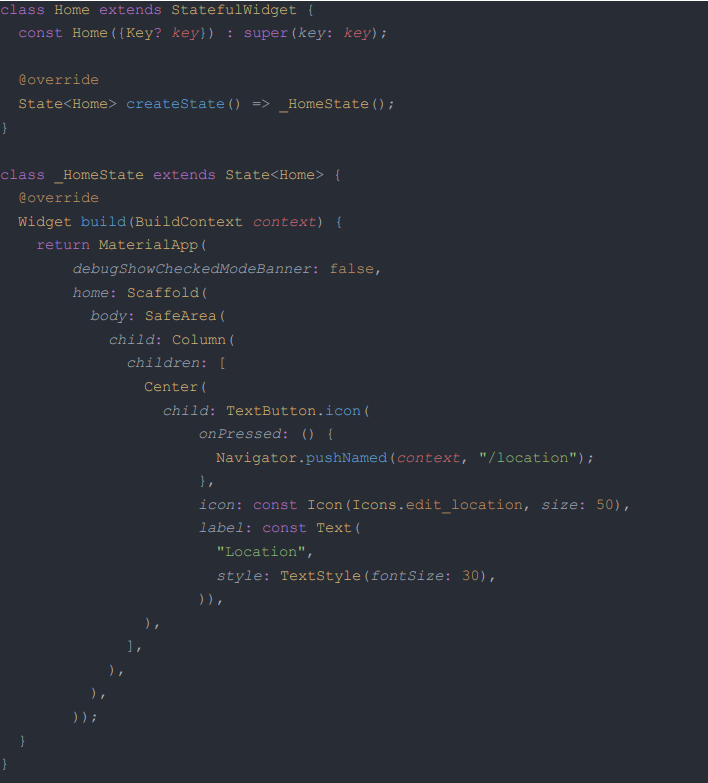 class Home extends StatefulWidget {
  const Home({Key? key}) : super(key: key);

  @override
  State<Home> createState() => _HomeState();
}

class _HomeState extends State<Home> {
  @override
  Widget build(BuildContext context) {
    return MaterialApp(
        debugShowCheckedModeBanner: false,
        home: Scaffold(
          body: SafeArea(
            child: Column(
              children: [
                Center(
                  child: TextButton.icon(
                      onPressed: () {
                        Navigator.pushNamed(context, "/location");
                      },
                      icon: const Icon(Icons.edit_location, size: 50),
                      label: const Text(
                        "Location",
                        style: TextStyle(fontSize: 30),
                      )),
                ),
              ],
            ),
          ),
        ));
  }
}